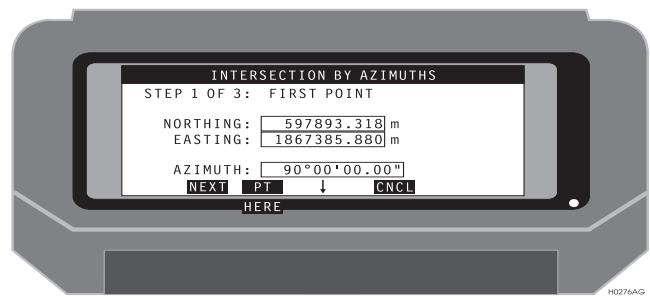 INTERSECTION BY AZIMUTHS
STEP 1 OF 3: FIRST POINT
NORTHING: 597893.318 m
EASTING: 1867385.880 m
AZIMUTH: 90°00'00.00"
NEXT PT ↓ CNCL
HERE
H0276AG